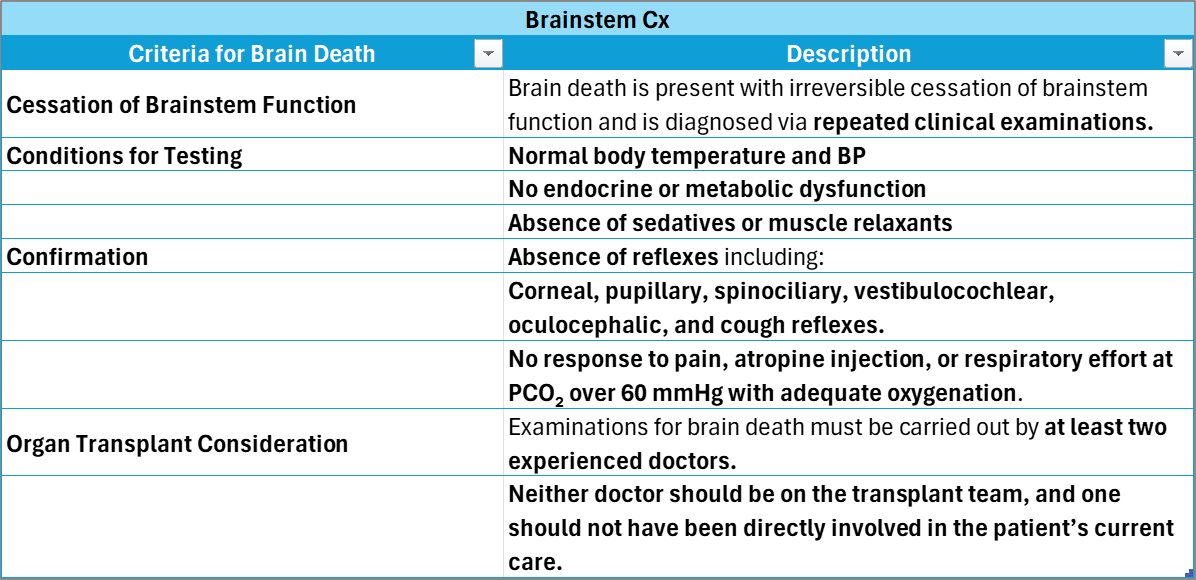 Brainstem Cx
Criteria for Brain Death
Description
Cessation of Brainstem Function
Brain death is present with irreversible cessation of brainstem
function and is diagnosed via repeated clinical examinations.
Conditions for Testing
Normal body temperature and BP
No endocrine or metabolic dysfunction
Absence of sedatives or muscle relaxants
Confirmation
Absence of reflexes including:
Corneal, pupillary, spinociliary, vestibulocochlear,
oculocephalic, and cough reflexes.
No response to pain, atropine injection, or respiratory effort at
PCO₂ over 60 mmHg with adequate oxygenation.
Organ Transplant Consideration
Examinations for brain death must be carried out by at least two
experienced doctors.
Neither doctor should be on the transplant team, and one
should not have been directly involved in the patient’s current
care.